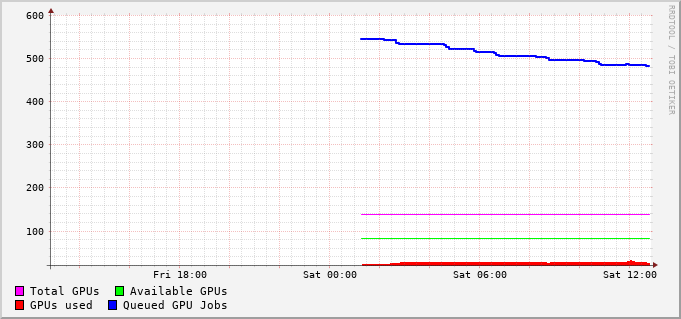 600
500
400
300
200
100
Fri 18:00 Sat 00:00 Sat 06:00 Sat 12:00
Total GPUs Available GPUs
GPUs used Queued GPU Jobs
RRDTOOL / TOBI OETIKER